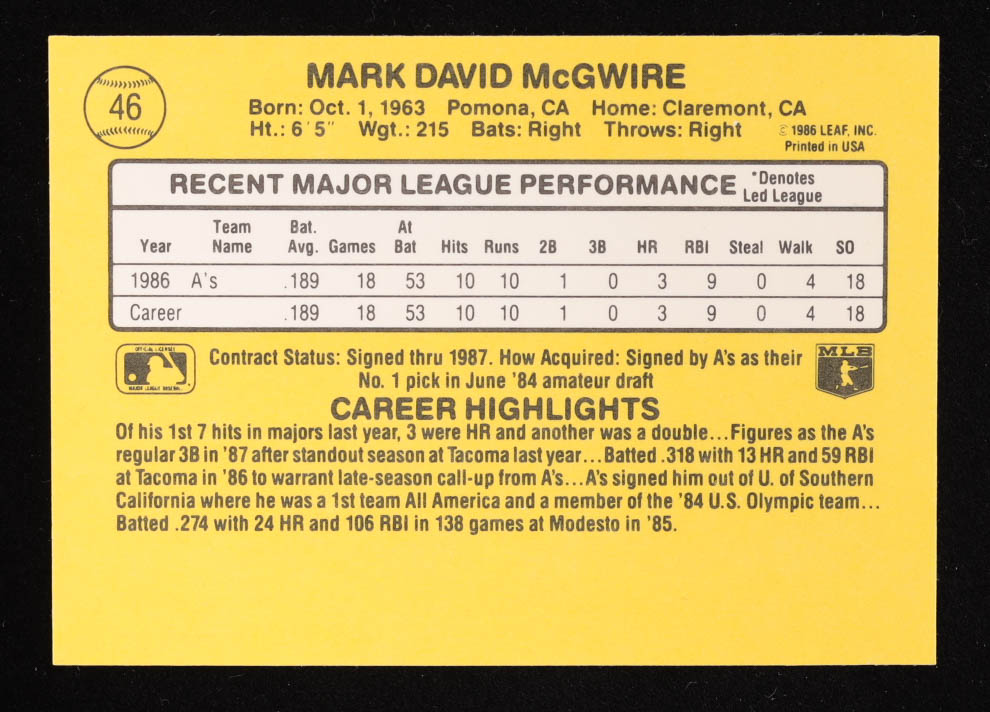 46
MARK DAVID McGWIRE
Born: Oct. 1, 1963 Pomona, CA Home: Claremont, CA
Ht.: 6'5" Wgt.: 215 Bats: Right Throws: Right
© 1986 LEAF, INC.
Printed in USA
RECENT MAJOR LEAGUE PERFORMANCE *Denotes Led League
Year Team Name Bat. Avg. Games At Bat Hits Runs 2B 3B HR RBI Steal Walk SO
1986 A's .189 18 53 10 10 1 0 3 9 0 4 18
Career .189 18 53 10 10 1 0 3 9 0 4 18
OFFICIAL LICENSEE
MAJOR LEAGUE BASEBALL
Contract Status: Signed thru 1987. How Acquired: Signed by A's as their
No. 1 pick in June '84 amateur draft
MLB
CAREER HIGHLIGHTS
Of his 1st 7 hits in majors last year, 3 were HR and another was a double...Figures as the A's
regular 3B in '87 after standout season at Tacoma last year...Batted .318 with 13 HR and 59 RBI
at Tacoma in '86 to warrant late-season call-up from A's...A's signed him out of U. of Southern
California where he was a 1st team All America and a member of the '84 U.S. Olympic team...
Batted .274 with 24 HR and 106 RBI in 138 games at Modesto in '85.